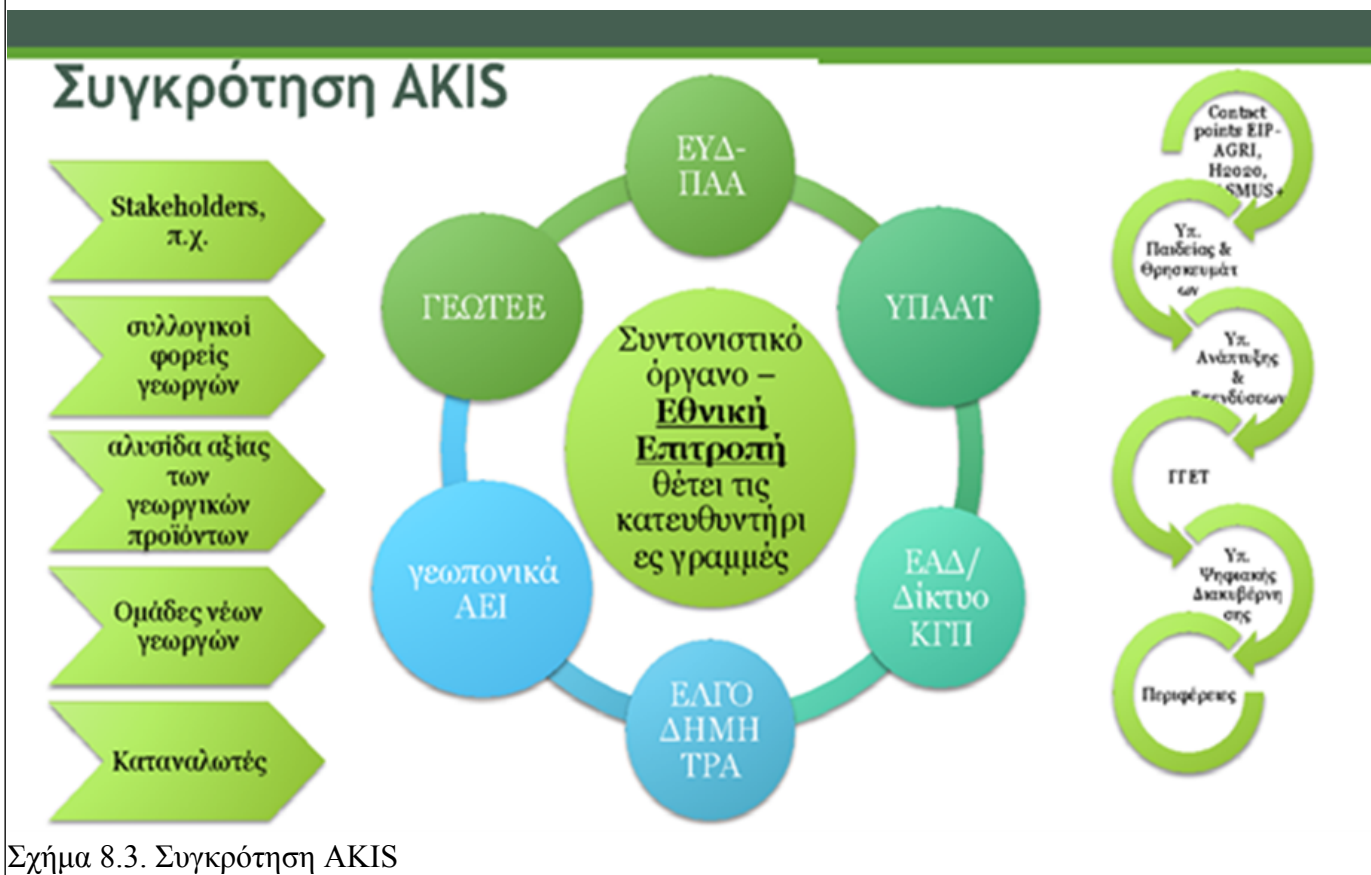 Συγκρότηση AKIS
Stakeholders,
π.χ.
συλλογικοί
φορείς
γεωργών
αλυσίδα αξίας
των
γεωργικών
προϊόντων
Ομάδες νέων
γεωργών
Καταναλωτές
ΕΥΔ-
ΠΑΑ
ΥΠΑΑΤ
ΕΑΔ/
Δίκτυο
ΚΓΠ
ΕΛΓΟ
ΔΗΜΗ
ΤΡΑ
γεωπονικά
ΑΕΙ
ΓΕΩΤΕΕ
Συντονιστικό
όργανο –
Εθνική
Επιτροπή
θέτει τις
κατευθυντήρι
ες γραμμές
Contact
points EIP-
AGRI,
H2020,
Υπ.
Παιδείας &
Θρησκευμάτ
ων
Υπ.
Ανάπτυξης
&
ΓΓΕΤ
Υπ.
Ψηφιακής
Διακυβέρνη
σης
Περιφέρειες
Σχήμα 8.3. Συγκρότηση AKIS